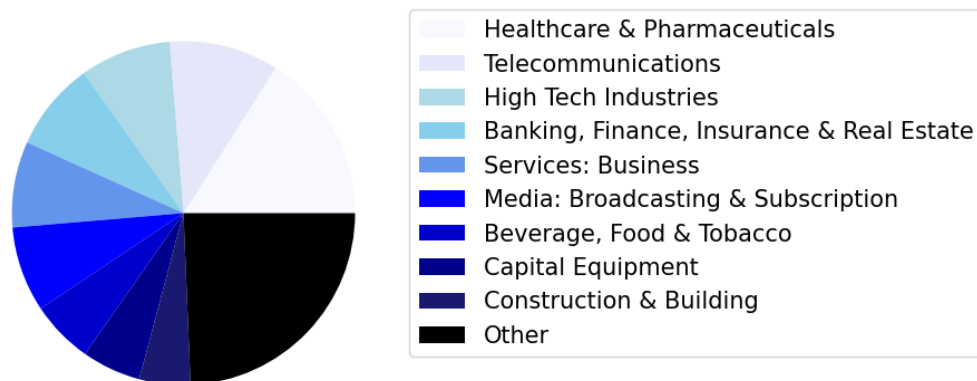 Healthcare & Pharmaceuticals
Telecommunications
High Tech Industries
Banking, Finance, Insurance & Real Estate
Services: Business
Media: Broadcasting & Subscription
Beverage, Food & Tobacco
Capital Equipment
Construction & Building
Other